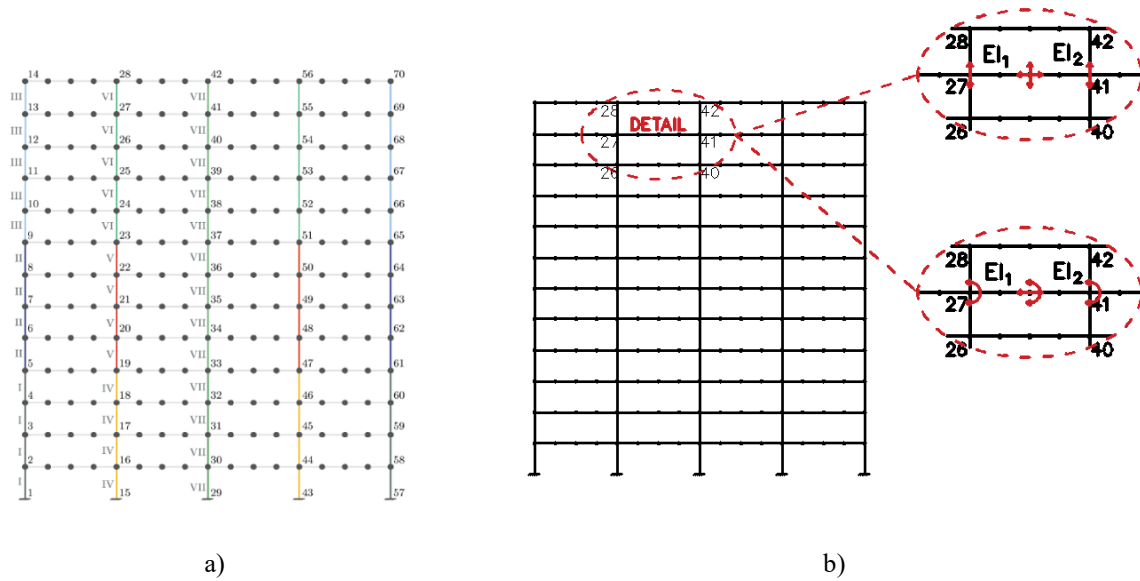 14 28 42 56 70
III VI VII
13 27 41 55 69
III VI VII
12 26 40 54 68
III VI VII
11 25 39 53 67
III VI VII
10 24 38 52 66
III VI VII
9 23 37 51 65
II V VII
8 22 36 50 64
II V VII
7 21 35 49 63
II V VII
6 20 34 48 62
II V VII
5 19 33 47 61
I IV VII
4 18 32 46 60
I IV VII
3 17 31 45 59
I IV VII
2 16 30 44 58
I IV VII
1 15 29 43 57
a)
28 42
DETAIL
27 41
26 40
28 42
EI1 EI2
27 41
26 40
28 42
EI1 EI2
27 41
26 40
b)